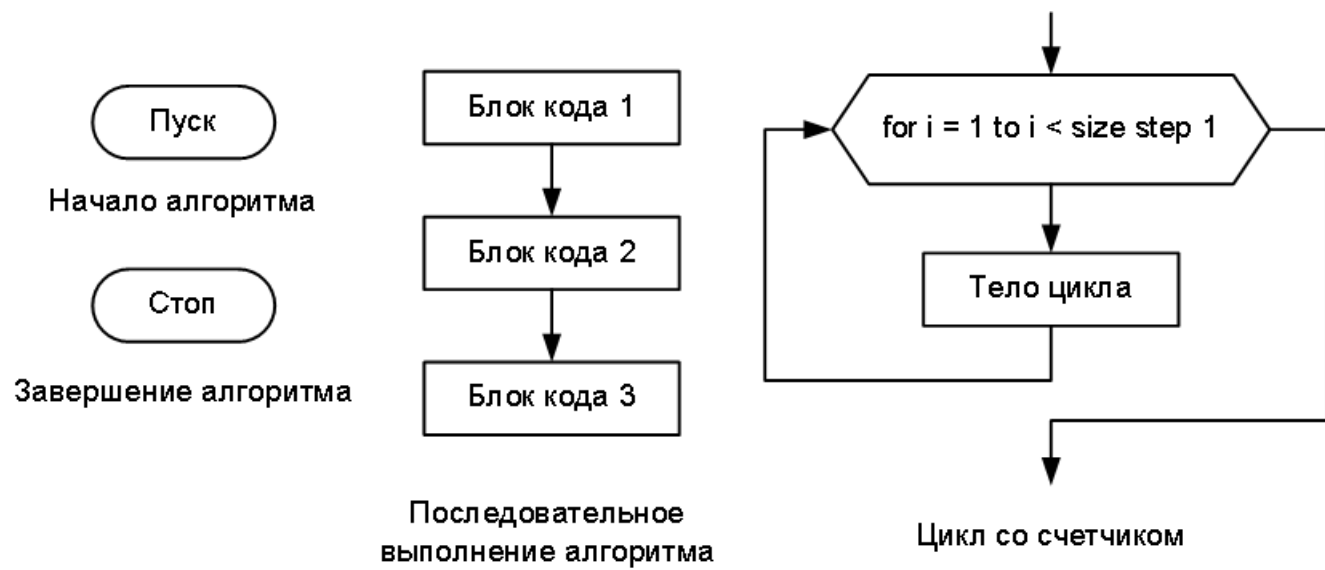 Пуск
Начало алгоритма
Стоп
Завершение алгоритма
Блок кода 1
Блок кода 2
Блок кода 3
Последовательное
выполнение алгоритма
for i = 1 to i < size step 1
Тело цикла
Цикл со счетчиком